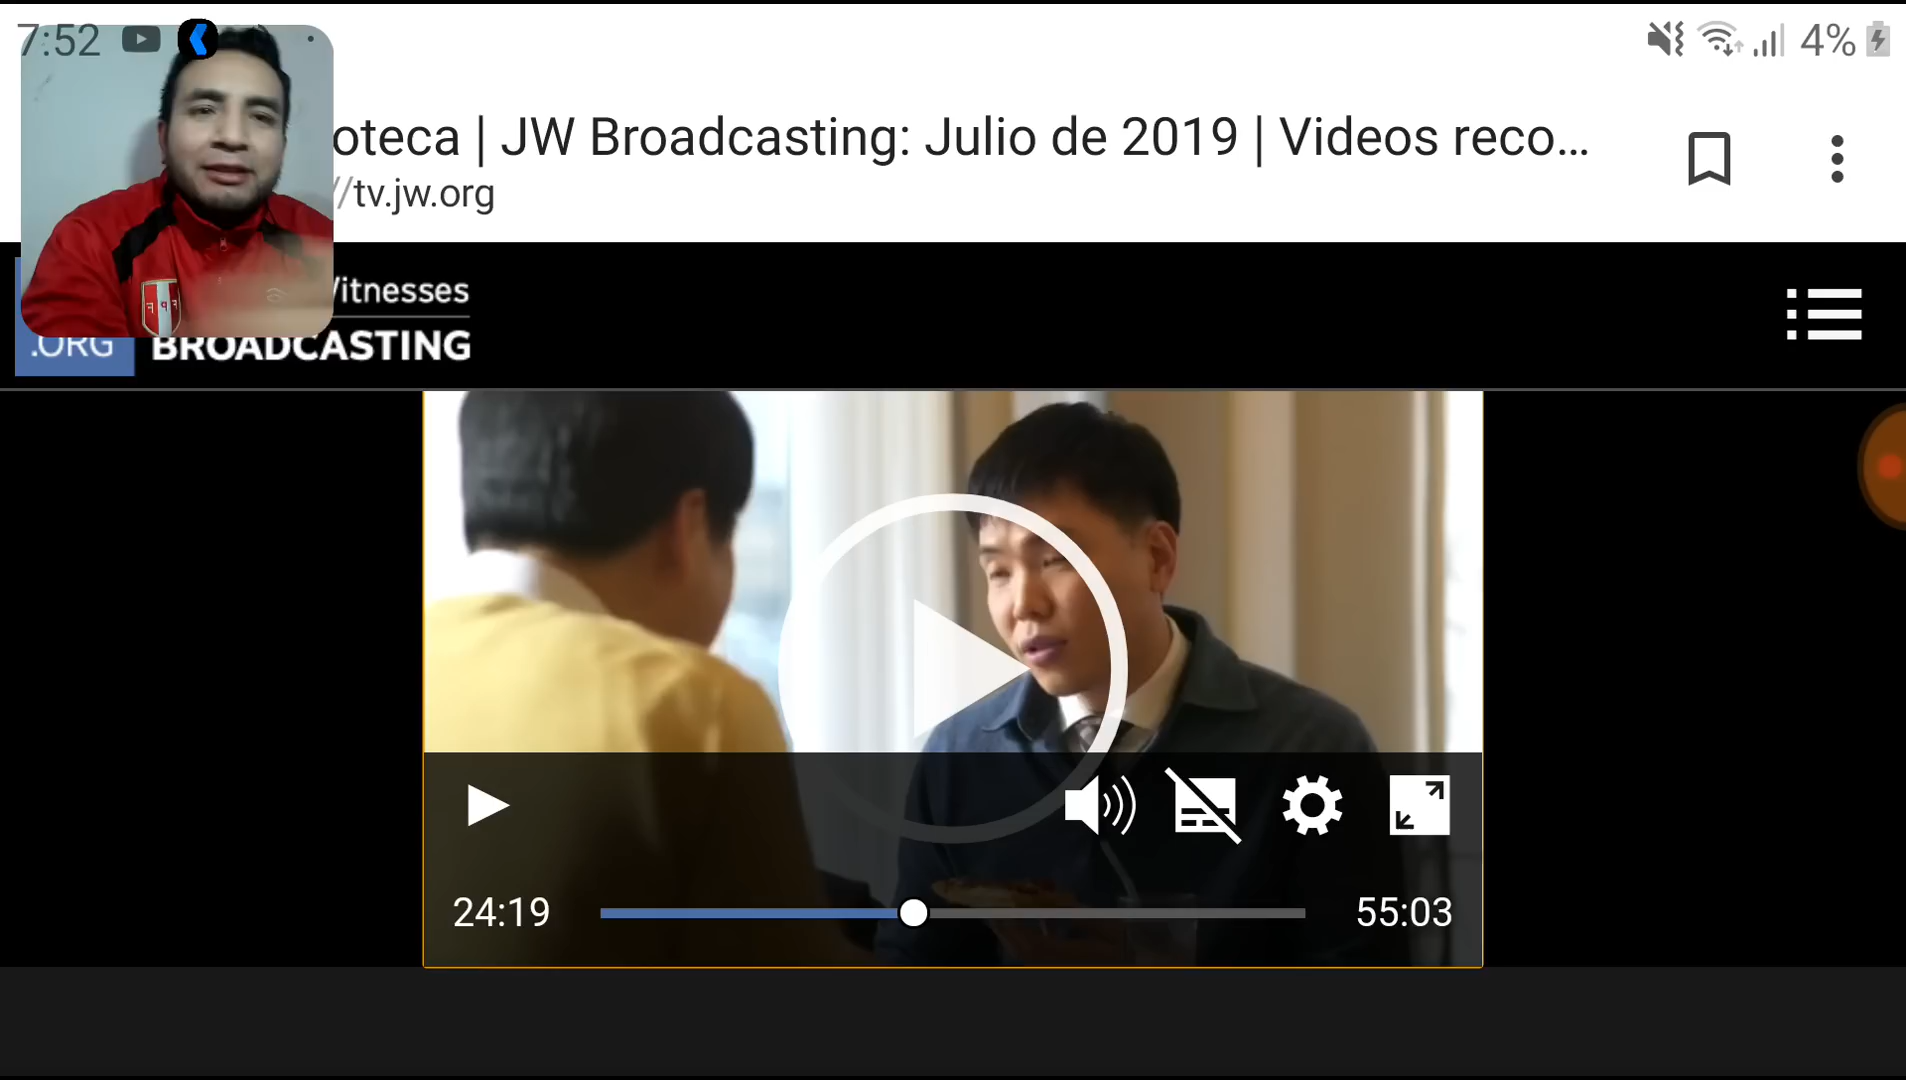 7:52
4%
oteca | JW Broadcasting: Julio de 2019 | Videos reco...
//tv.jw.org
Witnesses
.ORG BROADCASTING
24:19
55:03